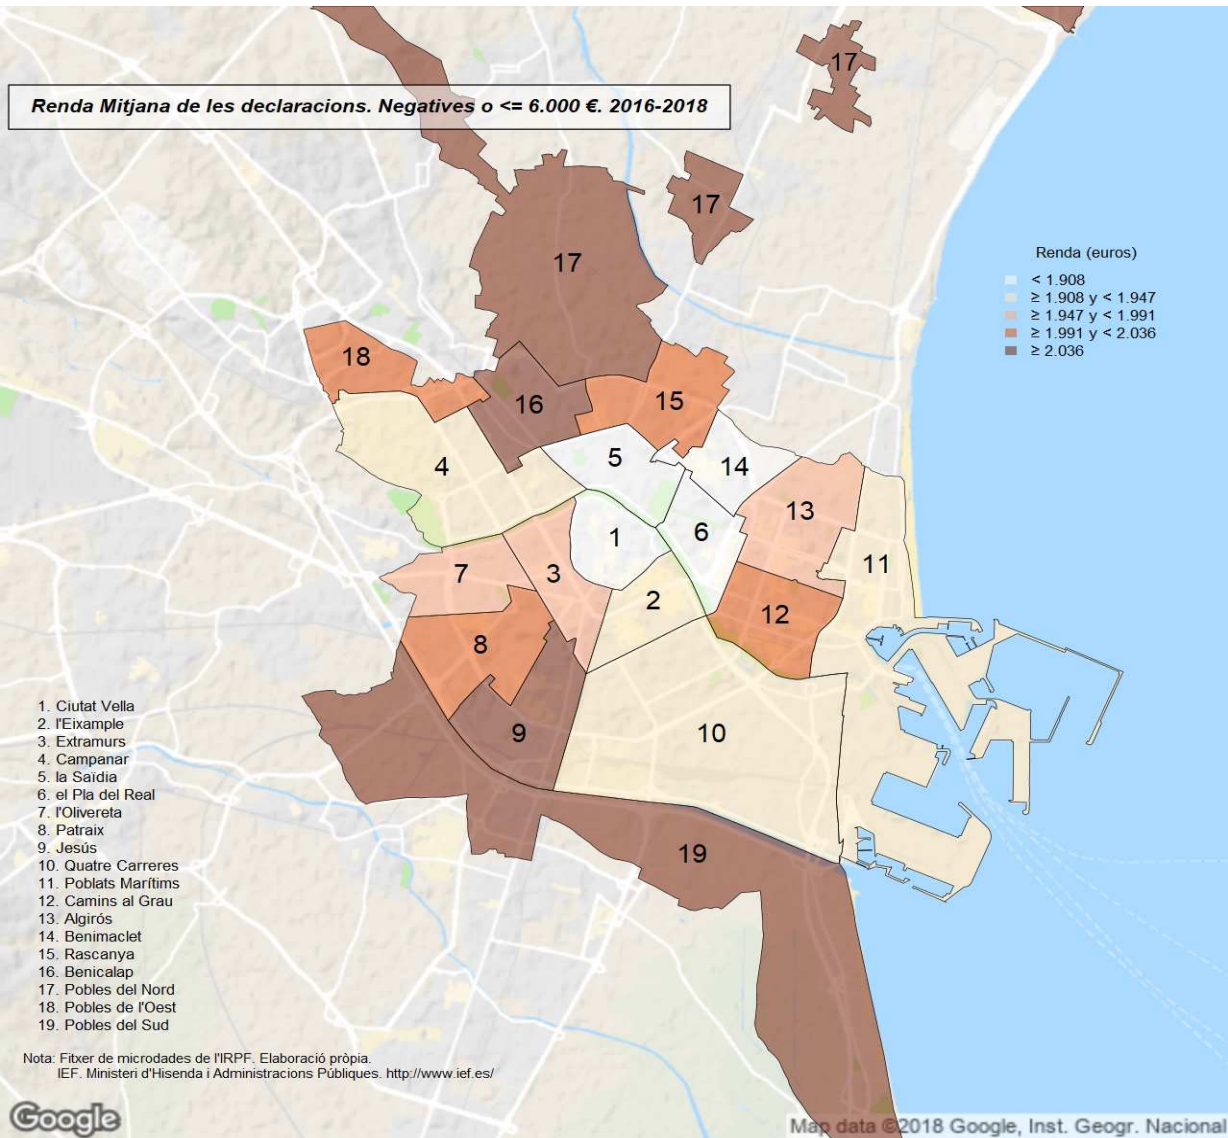 17
Renda Mitjana de les declaracions. Negatives o <= 6.000 €. 2016-2018
17
17
Renda (euros)
< 1.908
≥ 1.908 y < 1.947
≥ 1.947 y < 1.991
≥ 1.991 y < 2.036
≥ 2.036
18
16
15
5
14
4
13
1
6
11
7
3
2
12
8
9
10
19
1. Ciutat Vella
2. l'Eixample
3. Extramurs
4. Campanar
5. la Saïdia
6. el Pla del Real
7. l'Olivereta
8. Patraix
9. Jesús
10. Quatre Carreres
11. Poblats Marítims
12. Camins al Grau
13. Algirós
14. Benimaclet
15. Rascanya
16. Benicalap
17. Pobles del Nord
18. Pobles de l'Oest
19. Pobles del Sud
Nota: Fitxer de microdades de l'IRPF. Elaboració pròpia.
IEF. Ministeri d'Hisenda i Administracions Públiques. http://www.ief.es/
Google
Map data ©2018 Google, Inst. Geogr. Nacional